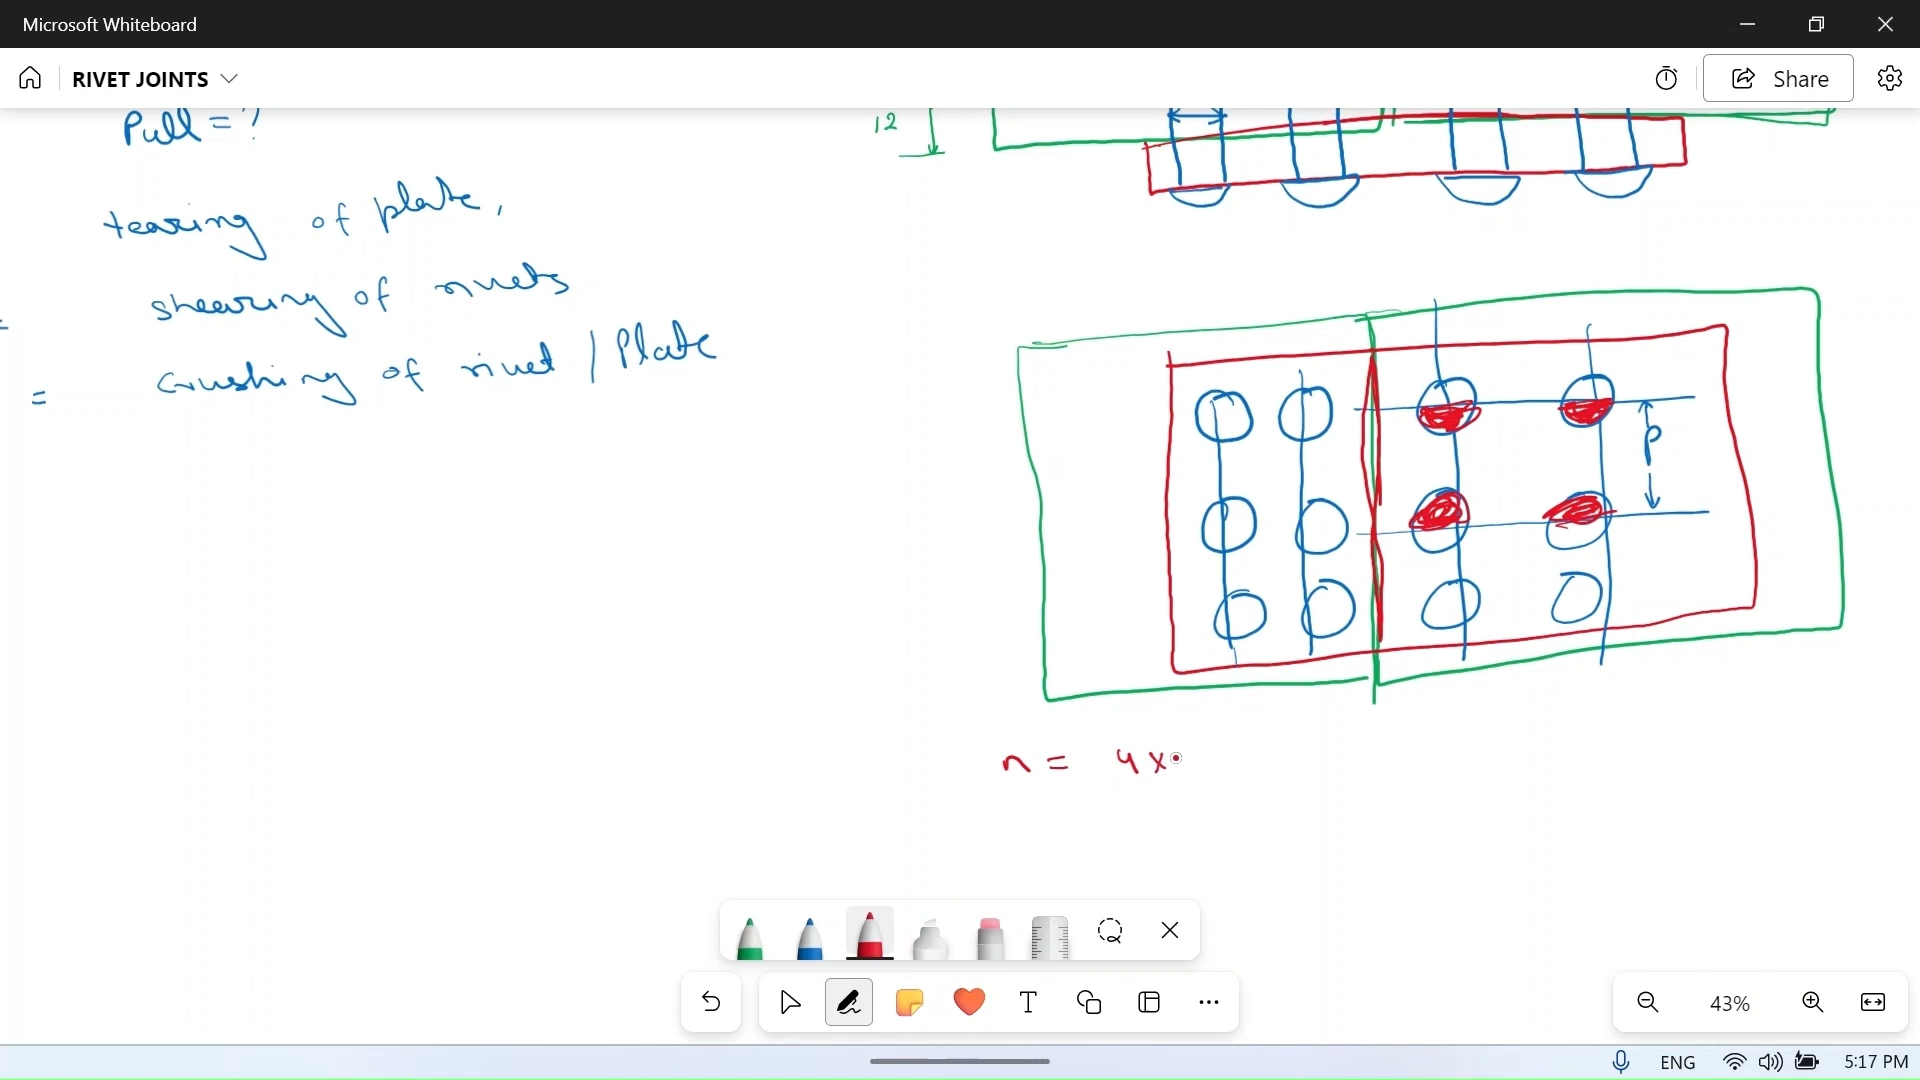 Microsoft Whiteboard
RIVET JOINTS
Share
Pull = ?
tearing of plate,
shearing of rivets
=
crushing of rivet / Plate
12
P
n = 4 x
T
43%
ENG
5:17 PM